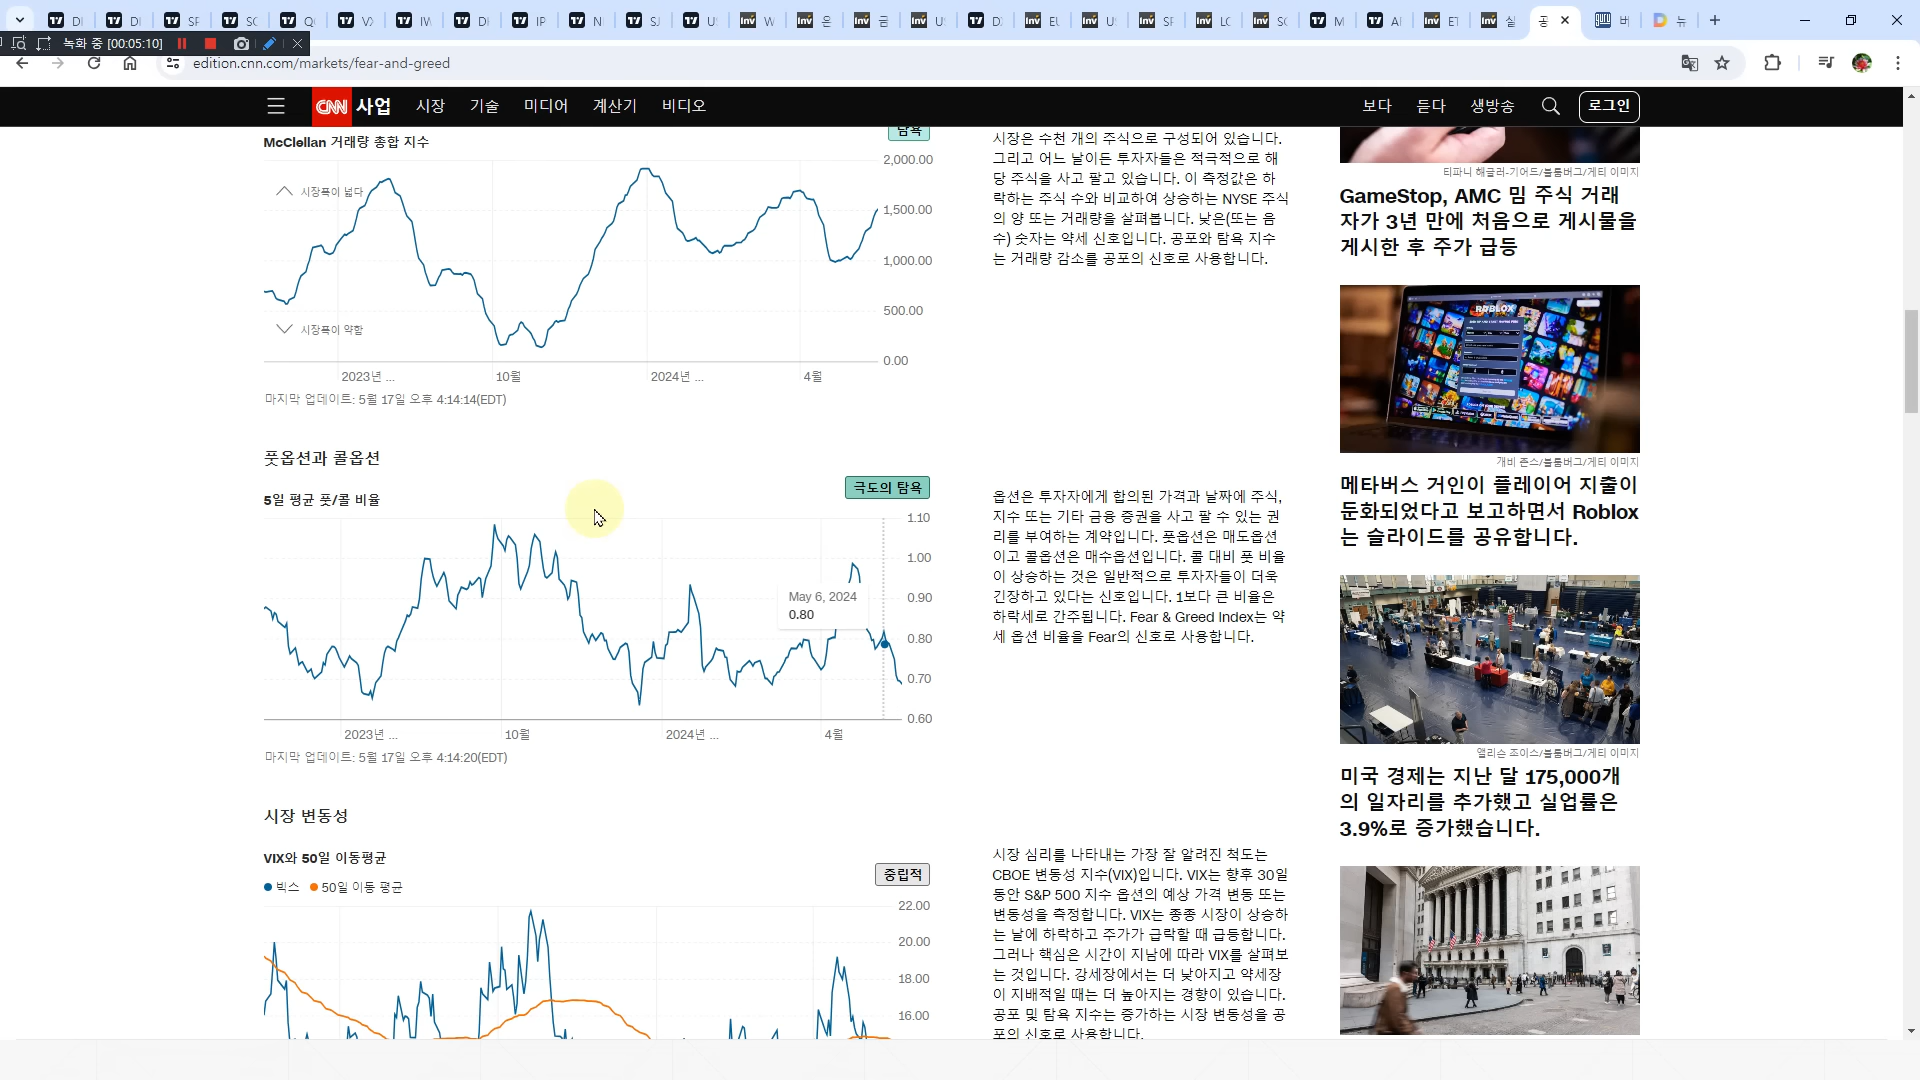 녹화 중 [00:05:10]
edition.cnn.com/markets/fear-and-greed
CNN 사업 시장 기술 미디어 계산기 비디오 보다 듣다 생방송 로그인
McClellan 거래량 총합 지수
탐욕
시장폭이 넓다
시장폭이 약함
2,000.00
1,500.00
1,000.00
500.00
0.00
2023년 ... 10월 2024년 ... 4월
마지막 업데이트: 5월 17일 오후 4:14:14(EDT)
시장은 수천 개의 주식으로 구성되어 있습니다.
그리고 어느 날이든 투자자들은 적극적으로 해
당 주식을 사고 팔고 있습니다. 이 측정값은 하
락하는 주식 수와 비교하여 상승하는 NYSE 주식
의 양 또는 거래량을 살펴봅니다. 낮은(또는 음
수) 숫자는 약세 신호입니다. 공포와 탐욕 지수
는 거래량 감소를 공포의 신호로 사용합니다.
풋옵션과 콜옵션
5일 평균 풋/콜 비율
극도의 탐욕
1.10
1.00
0.90
0.80
0.70
0.60
May 6, 2024
0.80
2023년 ... 10월 2024년 ... 4월
마지막 업데이트: 5월 17일 오후 4:14:20(EDT)
옵션은 투자자에게 합의된 가격과 날짜에 주식,
지수 또는 기타 금융 증권을 사고 팔 수 있는 권
리를 부여하는 계약입니다. 풋옵션은 매도옵션
이고 콜옵션은 매수옵션입니다. 콜 대비 풋 비율
이 상승하는 것은 일반적으로 투자자들이 더욱
긴장하고 있다는 신호입니다. 1보다 큰 비율은
하락세로 간주됩니다. Fear & Greed Index는 약
세 옵션 비율을 Fear의 신호로 사용합니다.
시장 변동성
VIX와 50일 이동평균
중립적
빅스 50일 이동 평균
22.00
20.00
18.00
16.00
시장 심리를 나타내는 가장 잘 알려진 척도는
CBOE 변동성 지수(VIX)입니다. VIX는 향후 30일
동안 S&P 500 지수 옵션의 예상 가격 변동 또는
변동성을 측정합니다. VIX는 종종 시장이 상승하
는 날에 하락하고 주가가 급락할 때 급등합니다.
그러나 핵심은 시간이 지남에 따라 VIX를 살펴보
는 것입니다. 강세장에서는 더 낮아지고 약세장
이 지배적일 때는 더 높아지는 경향이 있습니다.
공포 및 탐욕 지수는 증가하는 시장 변동성을 공
포의 신호로 사용합니다.
티파니 해글러-기어드/블룸버그/게티 이미지
GameStop, AMC 밈 주식 거래
자가 3년 만에 처음으로 게시물을
게시한 후 주가 급등
ROBLOX
개비 존스/블룸버그/게티 이미지
메타버스 거인이 플레이어 지출이
둔화되었다고 보고하면서 Roblox
는 슬라이드를 공유합니다.
앨리슨 조이스/블룸버그/게티 이미지
미국 경제는 지난 달 175,000개
의 일자리를 추가했고 실업률은
3.9%로 증가했습니다.